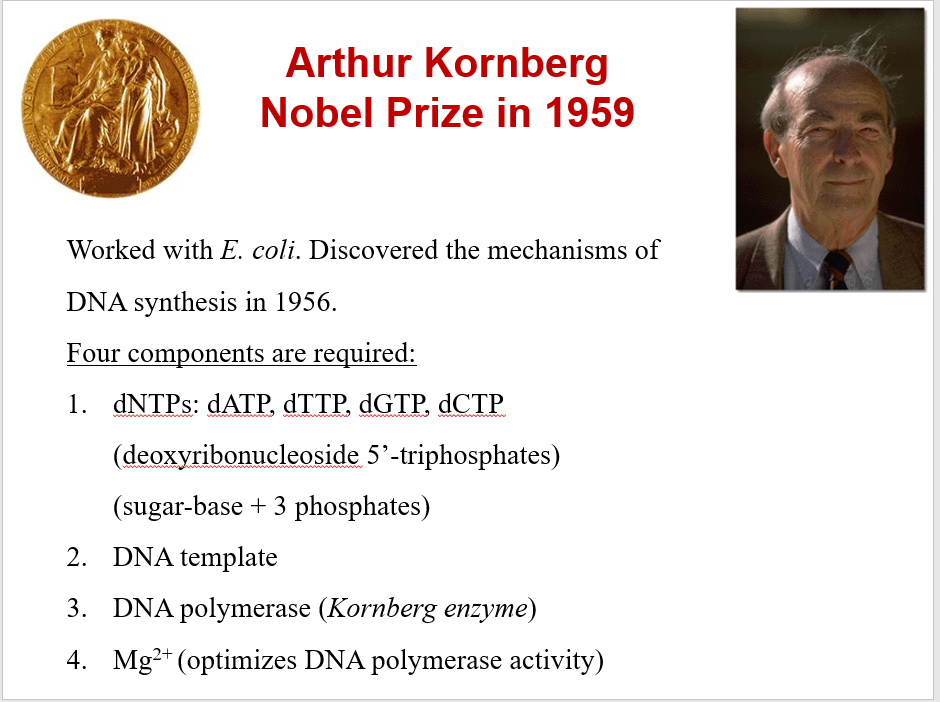 Arthur Kornberg
Nobel Prize in 1959
Worked with E. coli. Discovered the mechanisms of
DNA synthesis in 1956.
Four components are required:
1. dNTPs: dATP, dTTP, dGTP, dCTP
(deoxyribonucleoside 5’-triphosphates)
(sugar-base + 3 phosphates)
2. DNA template
3. DNA polymerase (Kornberg enzyme)
4. Mg²⁺ (optimizes DNA polymerase activity)